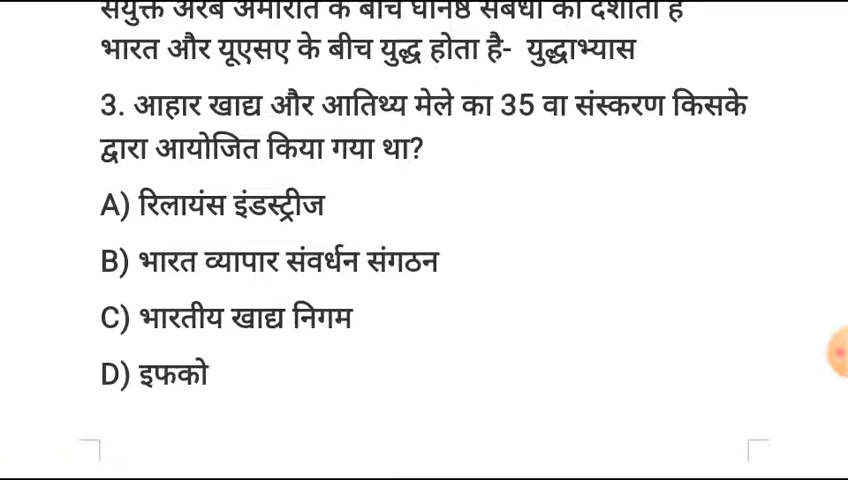 संयुक्त अरब अमीरात के बीच घनिष्ठ संबंधों को दर्शाता है
भारत और यूएसए के बीच युद्ध होता है- युद्धाभ्यास
3. आहार खाद्य और आतिथ्य मेले का 35 वा संस्करण किसके
द्वारा आयोजित किया गया था?
A) रिलायंस इंडस्ट्रीज
B) भारत व्यापार संवर्धन संगठन
C) भारतीय खाद्य निगम
D) इफको